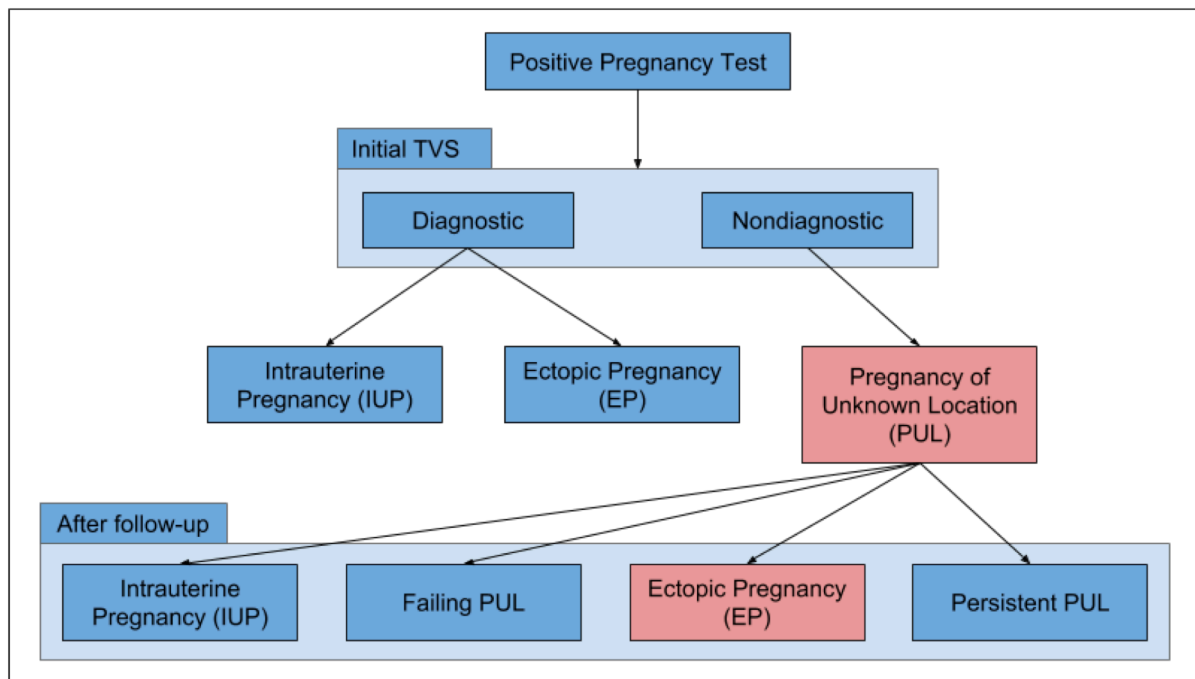 Positive Pregnancy Test
Initial TVS
Diagnostic
Nondiagnostic
Intrauterine
Pregnancy (IUP)
Ectopic Pregnancy
(EP)
Pregnancy of
Unknown Location
(PUL)
After follow-up
Intrauterine
Pregnancy (IUP)
Failing PUL
Ectopic Pregnancy
(EP)
Persistent PUL